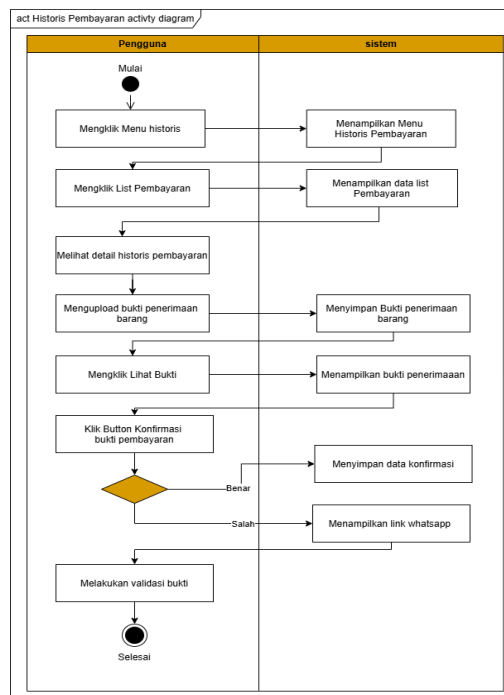 act Historis Pembayaran activty diagram
Pengguna
sistem
Mulai
Mengklik Menu historis
Menampilkan Menu
Historis Pembayaran
Mengklik List Pembayaran
Menampilkan data list
Pembayaran
Melihat detail historis pembayaran
Mengupload bukti penerimaan
barang
Menyimpan Bukti penerimaan
barang
Mengklik Lihat Bukti
Menampilkan bukti penerimaaan
Klik Button Konfirmasi
bukti pembayaran
Benar
Menyimpan data konfirmasi
Salah
Menampilkan link whatsapp
Melakukan validasi bukti
Selesai